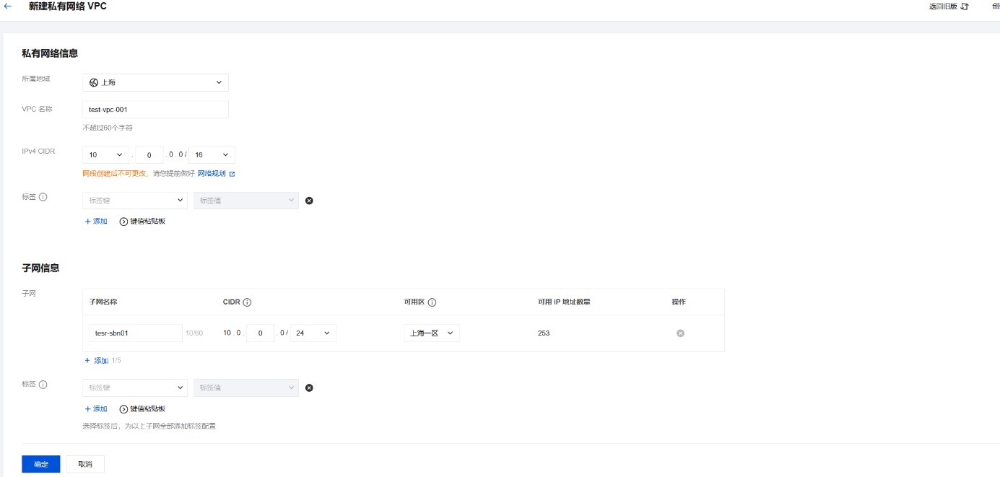 新建私有网络 VPC
返回旧版
私有网络信息
所属地域 上海
VPC 名称 test-vpc-001
不超过60个字符
IPv4 CIDR 10 . 0 . 0 . 0 / 16
网段创建后不可更改，请您提前做好 网络规划
标签 标签键 标签值
+ 添加 键值粘贴板
子网信息
子网
子网名称 CIDR 可用区 可用 IP 地址数量 操作
tesr-sbn01 10/60 10 . 0 . 0 . 0 / 24 上海一区 253
+ 添加 1/5
标签 标签键 标签值
+ 添加 键值粘贴板
选择标签后，为以上子网全部添加标签配置
确定 取消